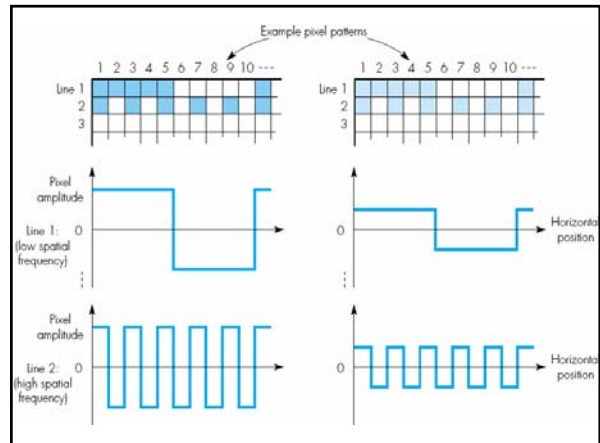 Example pixel patterns
1 2 3 4 5 6 7 8 9 10 ---
1 2 3 4 5 6 7 8 9 10 ---
Line 1
2
3
Line 1
2
3
Pixel
amplitude
0
Line 1:
(low spatial
frequency)
0
Horizontal
position
Pixel
amplitude
0
Line 2:
(high spatial
frequency)
0
Horizontal
position